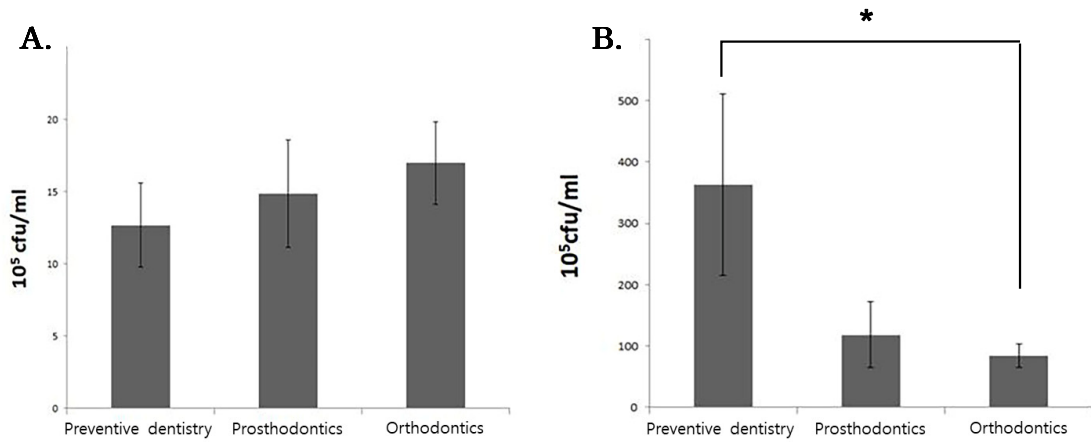 A.
10⁵ cfu/ml
20
15
10
5
0
Preventive dentistry Prosthodontics Orthodontics
B.
*
10⁵cfu/ml
500
400
300
200
100
0
Preventive dentistry Prosthodontics Orthodontics